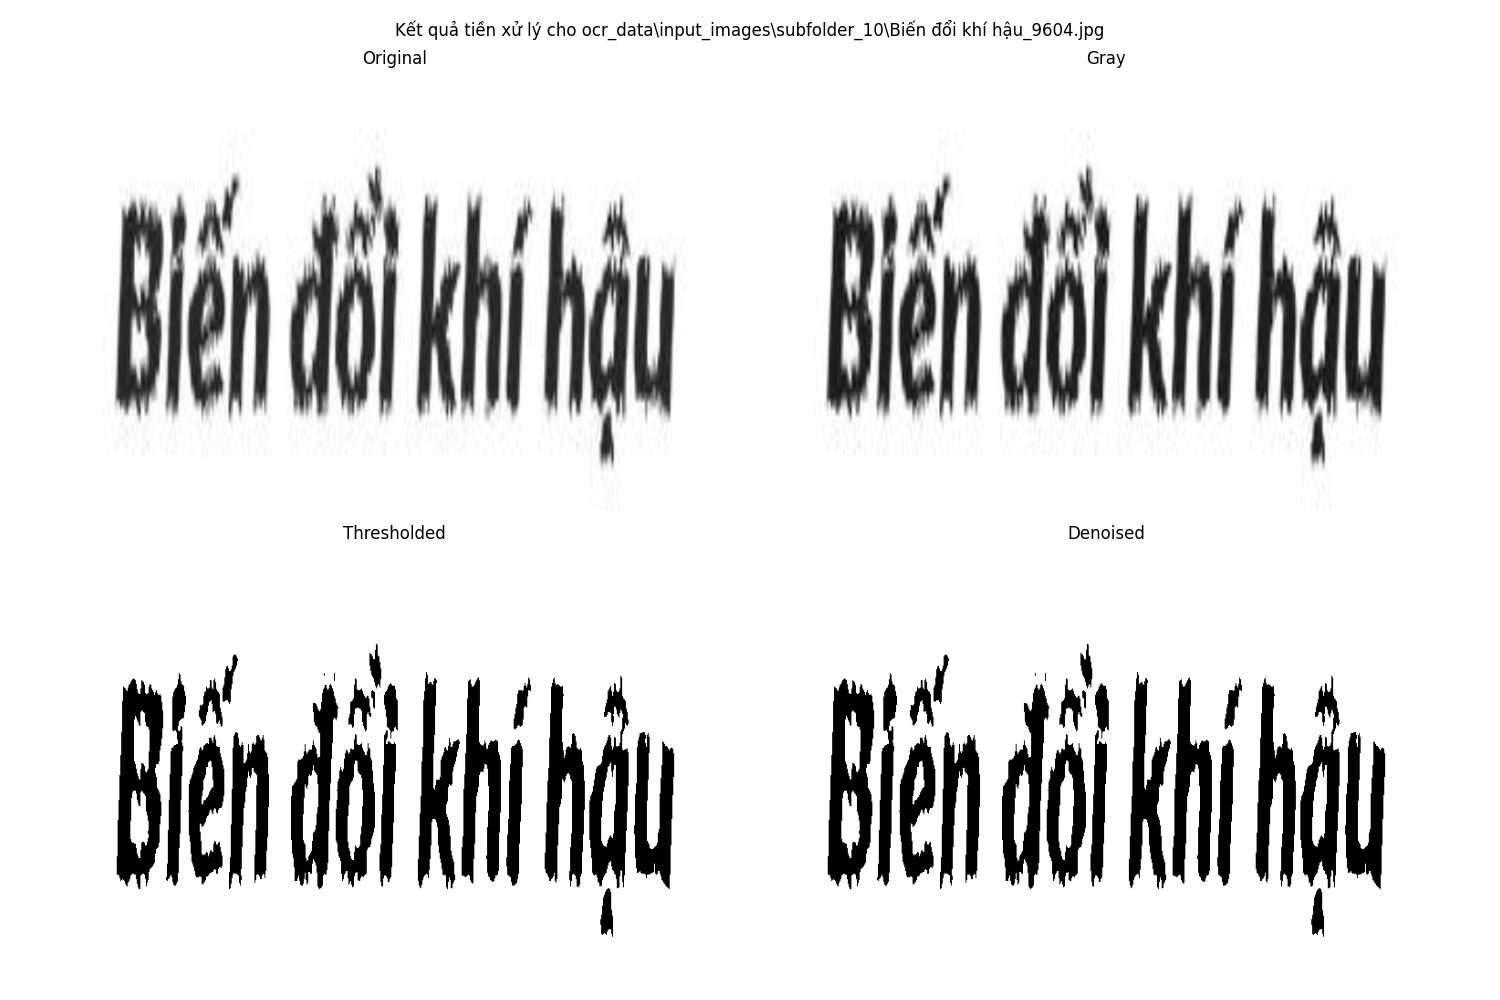 Kết quả tiền xử lý cho ocr_data\input_images\subfolder_10\Biến đổi khí hậu_9604.jpg
Original
Gray
Biến đổi khí hậu
Biến đổi khí hậu
Thresholded
Denoised
Biến đổi khí hậu
Biến đổi khí hậu